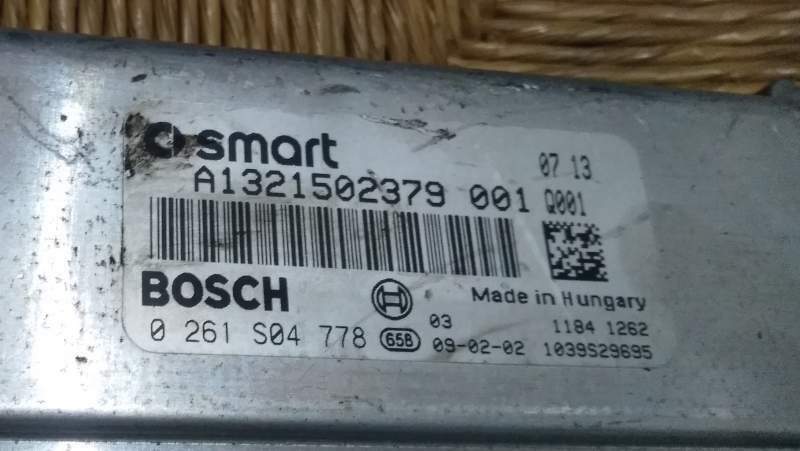 smart
07 13
A1321502379 001 Q001
BOSCH
Made in Hungary
0 261 S04 778 65B 03 1184 1262
09-02-02 1039S29695